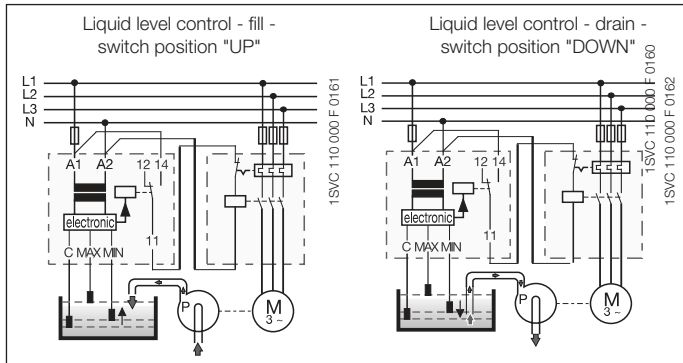 Liquid level control - fill -
switch position "UP"
L1
L2
L3
N
A1 A2 12 14
electronic
11
C MAX MIN
P
M
3 ~
1SVC 110 000 F 0161
Liquid level control - drain -
switch position "DOWN"
L1
L2
L3
N
A1 A2 12 14
electronic
11
C MAX MIN
P
M
3 ~
1SVC 110 000 F 0160
1SVC 110 000 F 0162